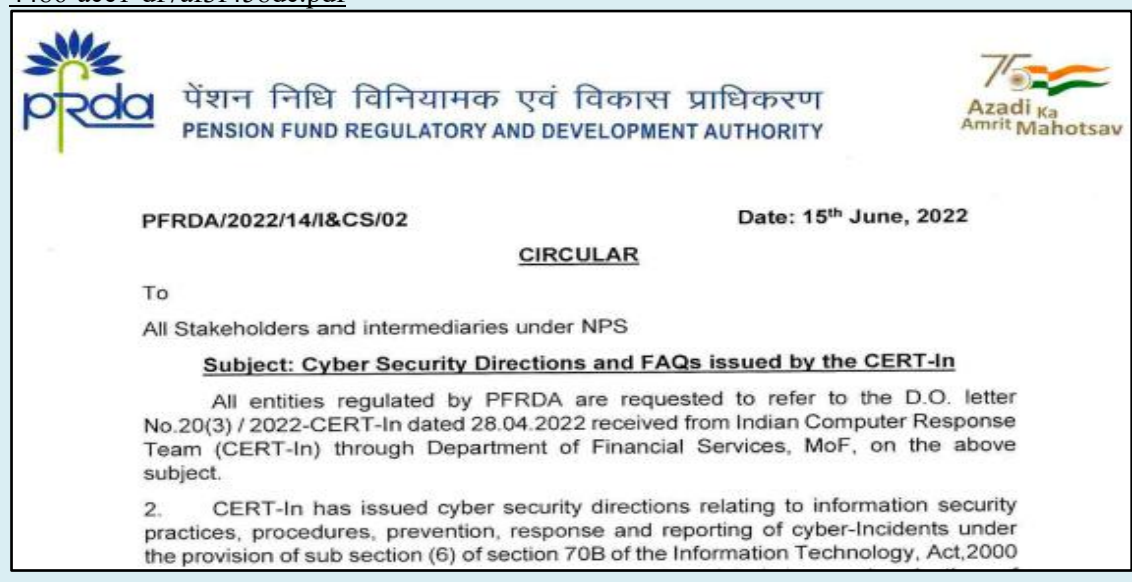 prda
पेंशन निधि विनियामक एवं विकास प्राधिकरण
PENSION FUND REGULATORY AND DEVELOPMENT AUTHORITY
75
Azadi Ka
Amrit Mahotsav
PFRDA/2022/14/I&CS/02 Date: 15th June, 2022
CIRCULAR
To
All Stakeholders and intermediaries under NPS
Subject: Cyber Security Directions and FAQs issued by the CERT-In
All entities regulated by PFRDA are requested to refer to the D.O. letter
No.20(3) / 2022-CERT-In dated 28.04.2022 received from Indian Computer Response
Team (CERT-In) through Department of Financial Services, MoF, on the above
subject.
2. CERT-In has issued cyber security directions relating to information security
practices, procedures, prevention, response and reporting of cyber-Incidents under
the provision of sub section (6) of section 70B of the Information Technology, Act,2000